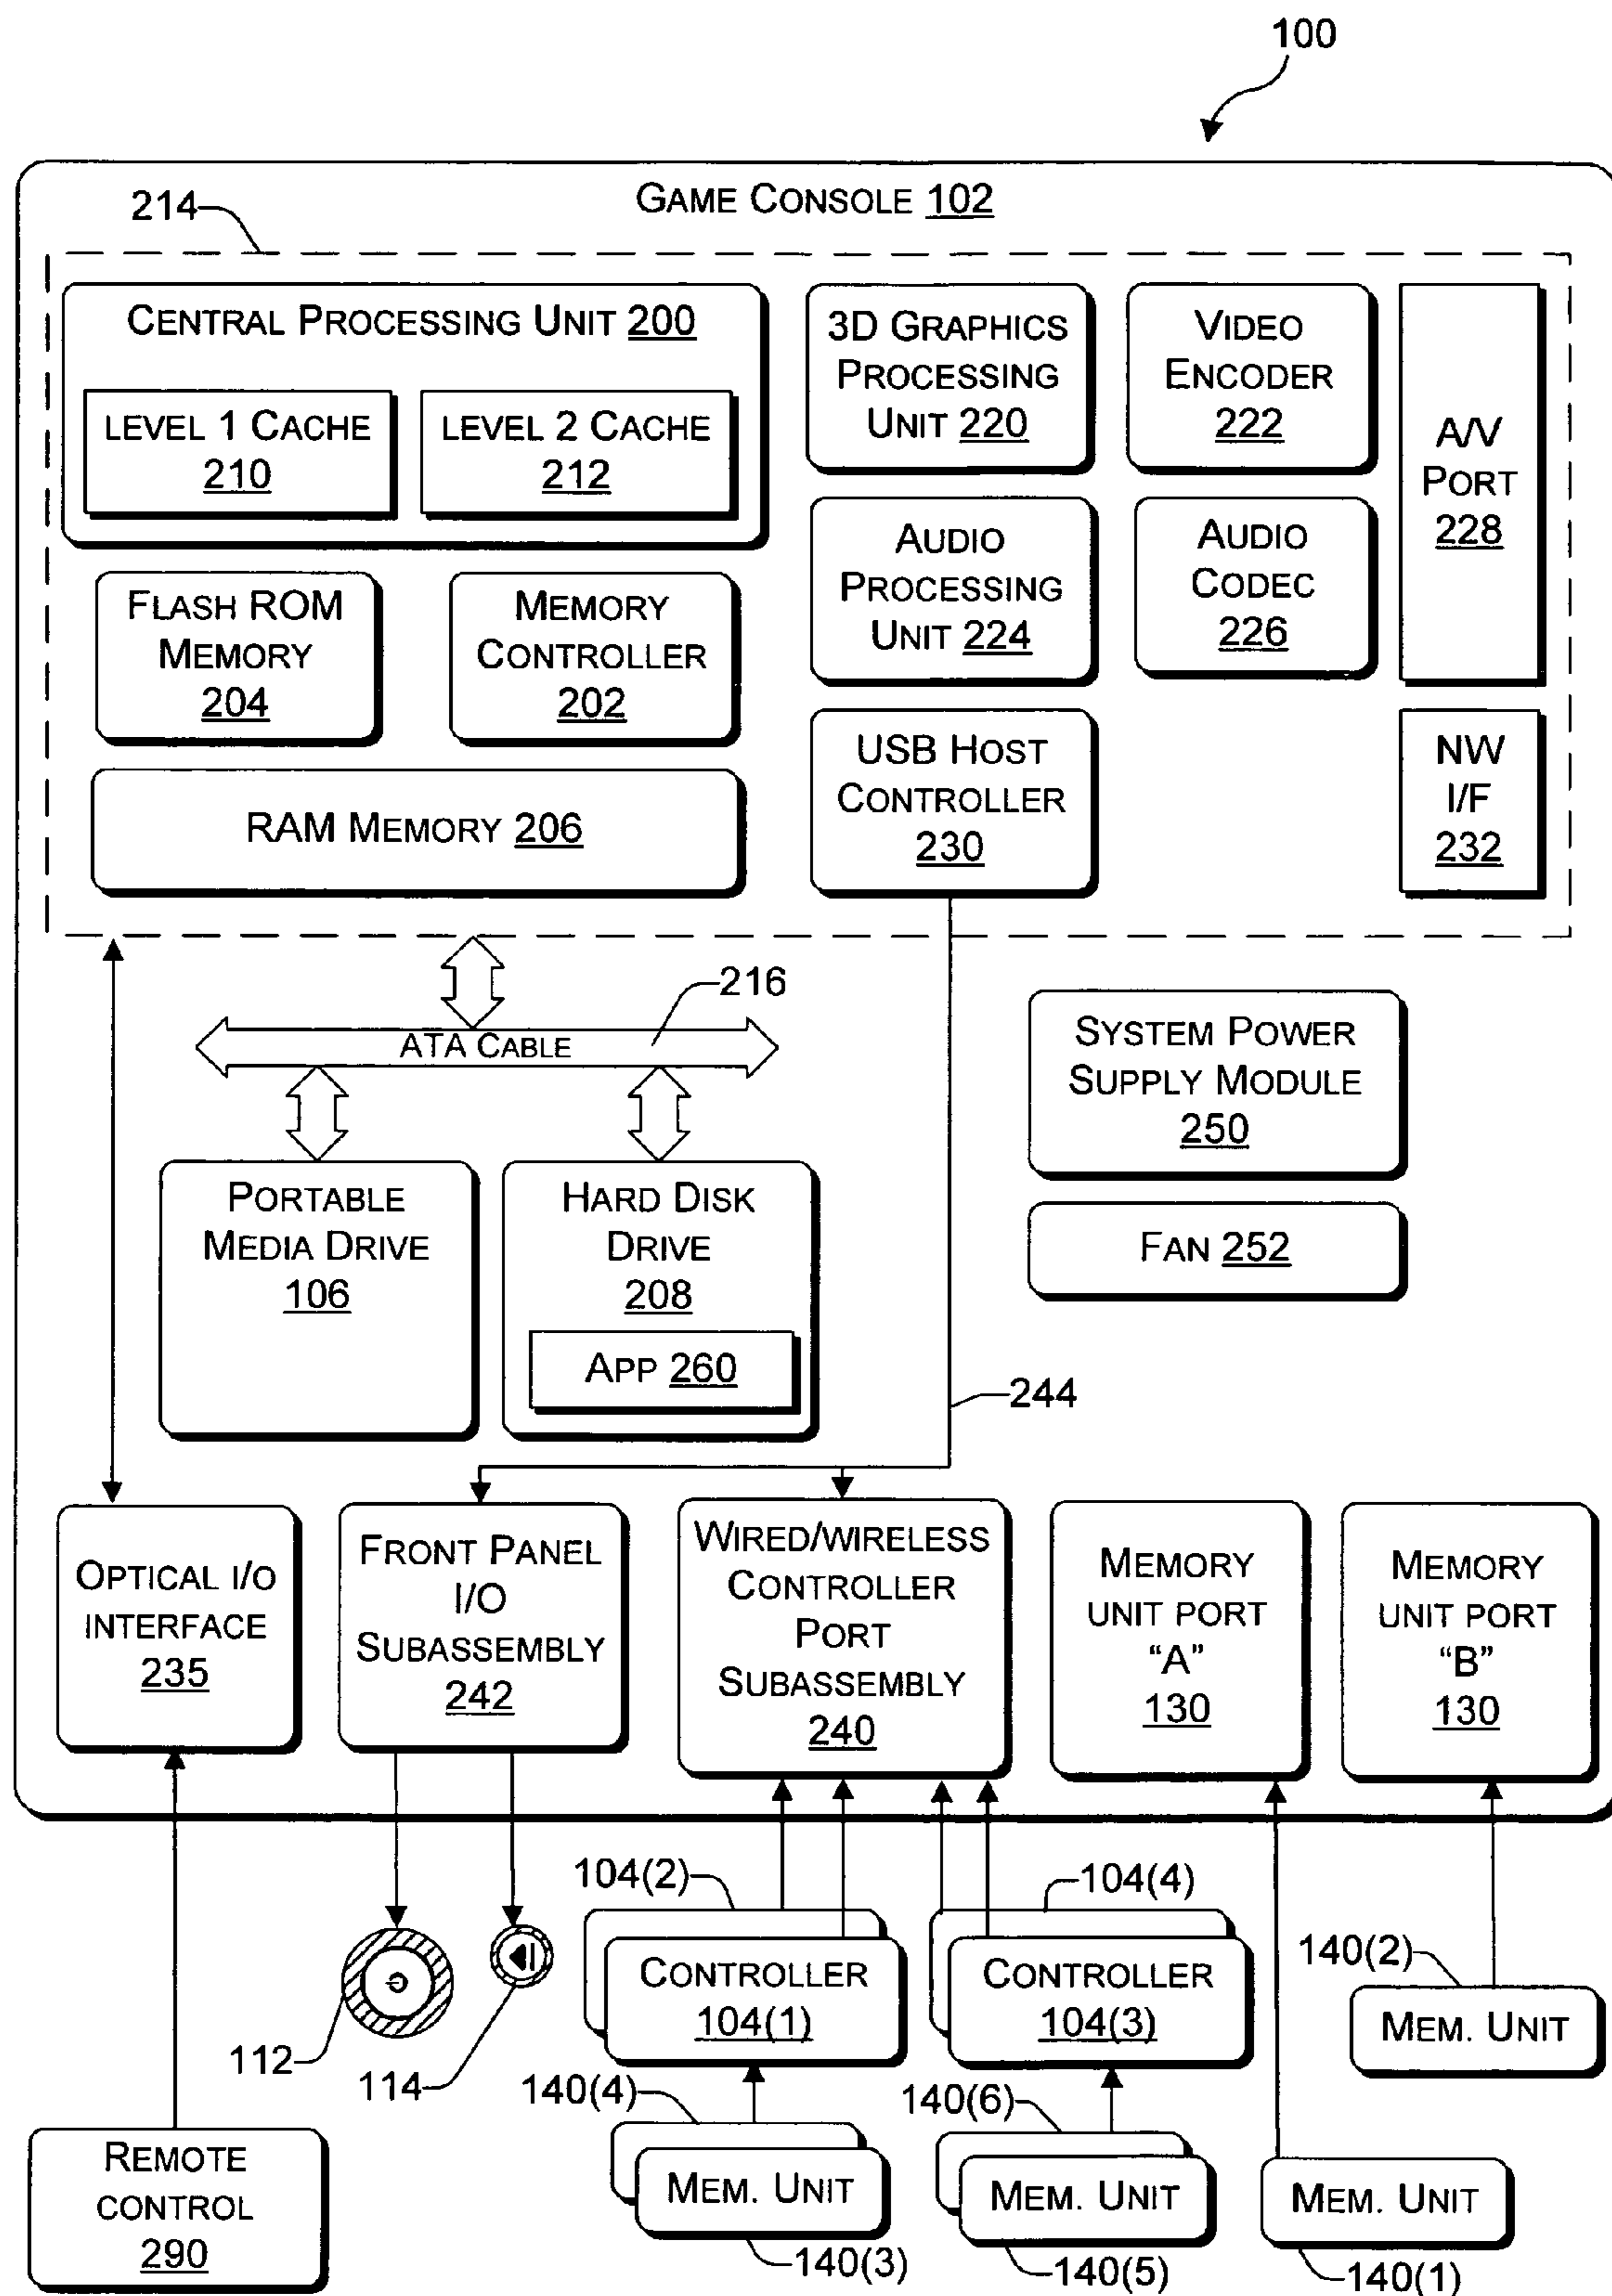 100
GAME CONSOLE 102
214
CENTRAL PROCESSING UNIT 200
LEVEL 1 CACHE
210
LEVEL 2 CACHE
212
3D GRAPHICS
PROCESSING
UNIT 220
VIDEO
ENCODER
222
A/V
PORT
228
FLASH ROM
MEMORY
204
MEMORY
CONTROLLER
202
AUDIO
PROCESSING
UNIT 224
AUDIO
CODEC
226
RAM MEMORY 206
USB HOST
CONTROLLER
230
NW
I/F
232
216
ATA CABLE
SYSTEM POWER
SUPPLY MODULE
250
PORTABLE
MEDIA DRIVE
106
HARD DISK
DRIVE
208
APP 260
FAN 252
244
OPTICAL I/O
INTERFACE
235
FRONT PANEL
I/O
SUBASSEMBLY
242
WIRED/WIRELESS
CONTROLLER
PORT
SUBASSEMBLY
240
MEMORY
UNIT PORT
“A”
130
MEMORY
UNIT PORT
“B”
130
104(2)
104(4)
CONTROLLER
104(1)
CONTROLLER
104(3)
140(2)
MEM. UNIT
112
114
140(4)
140(6)
REMOTE
CONTROL
290
MEM. UNIT
140(3)
MEM. UNIT
140(5)
MEM. UNIT
140(1)